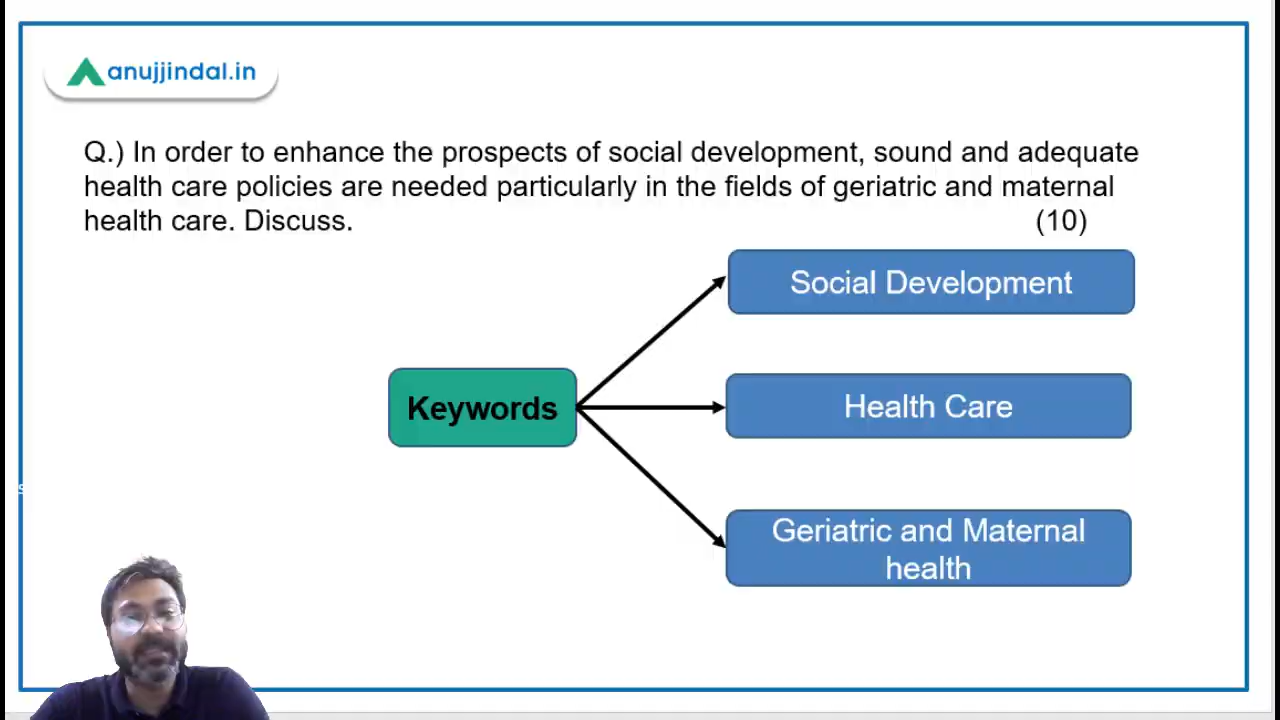 anujjindal.in
Q.) In order to enhance the prospects of social development, sound and adequate
health care policies are needed particularly in the fields of geriatric and maternal
health care. Discuss. (10)
Social Development
Keywords
Health Care
Geriatric and Maternal
health